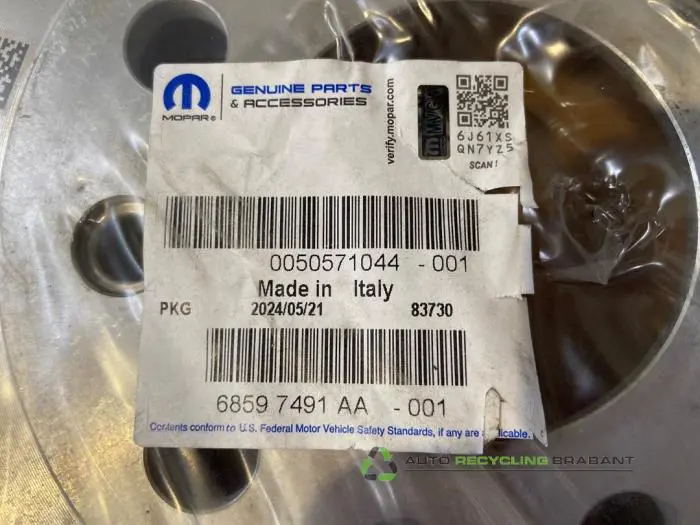 GENUINE PARTS
& ACCESSORIES
MOPAR®
verify.mopar.com
6J61XS
QN7YZ5
SCAN!
0050571044 -001
Made in Italy
PKG 2024/05/21 83730
6859 7491 AA -001
Contents conform to U.S. Federal Motor Vehicle Safety Standards, if any are applicable.
AUTO RECYCLING BRABANT